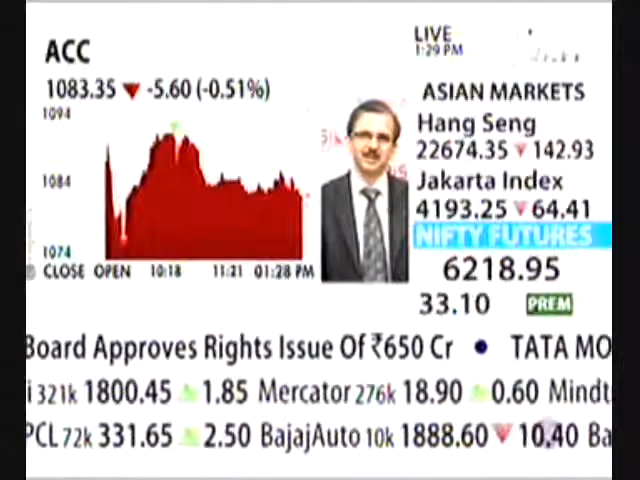 ACC
1083.35 ▼ -5.60 (-0.51%)
1094
1084
1074
CLOSE OPEN 10:18 11:21 01:28 PM
LIVE
1:29 PM
ASIAN MARKETS
Hang Seng
22674.35 ▼ 142.93
Jakarta Index
4193.25 ▼ 64.41
NIFTY FUTURES
6218.95
33.10 PREM
Board Approves Rights Issue Of ₹650 Cr ● TATA MO
i 321k 1800.45 ▲ 1.85 Mercator 276k 18.90 ▲ 0.60 Mindt
PCL 72k 331.65 ▲ 2.50 BajajAuto 10k 1888.60 ▼ 10.40 Ba